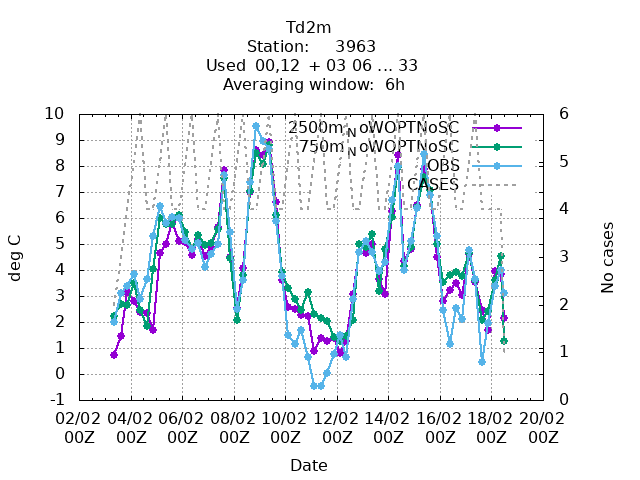 Td2m
Station:     3963
Used  00,12  + 03 06 ... 33
Averaging window:  6h
2500m_NoWOPTNoSC
750m_NoWOPTNoSC
OBS
CASES
10
9
8
7
6
5
4
3
2
1
0
-1
6
5
4
3
2
1
0
deg C
No cases
02/02 04/02 06/02 08/02 10/02 12/02 14/02 16/02 18/02 20/02
00Z 00Z 00Z 00Z 00Z 00Z 00Z 00Z 00Z 00Z
Date